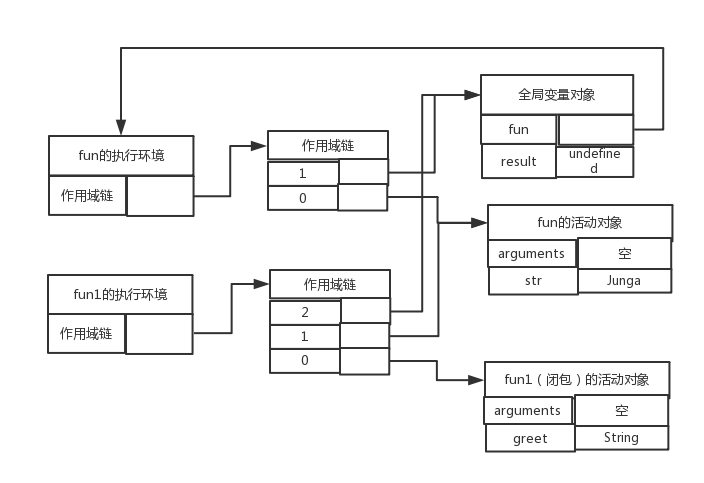 全局变量对象
fun
result
undefine
d
fun的执行环境
作用域链
作用域链
1
0
fun的活动对象
arguments
空
str
Junga
fun1的执行环境
作用域链
作用域链
2
1
0
fun1（闭包）的活动对象
arguments
空
greet
String